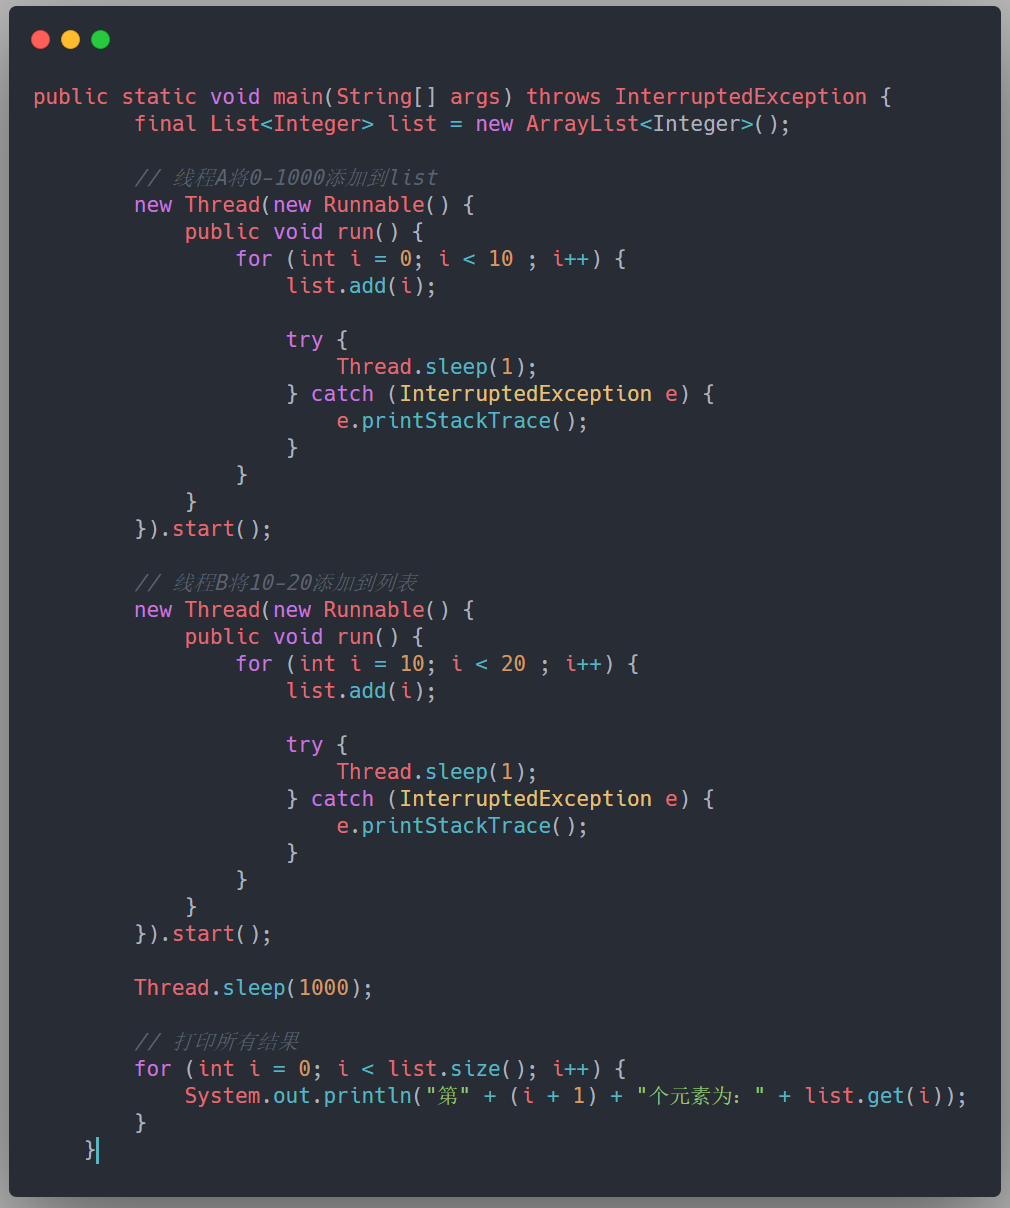 public static void main(String[] args) throws InterruptedException {
        final List<Integer> list = new ArrayList<Integer>();

        // 线程A将0-1000添加到list
        new Thread(new Runnable() {
            public void run() {
                for (int i = 0; i < 10 ; i++) {
                    list.add(i);

                    try {
                        Thread.sleep(1);
                    } catch (InterruptedException e) {
                        e.printStackTrace();
                    }
                }
            }
        }).start();

        // 线程B将10-20添加到列表
        new Thread(new Runnable() {
            public void run() {
                for (int i = 10; i < 20 ; i++) {
                    list.add(i);

                    try {
                        Thread.sleep(1);
                    } catch (InterruptedException e) {
                        e.printStackTrace();
                    }
                }
            }
        }).start();

        Thread.sleep(1000);

        // 打印所有结果
        for (int i = 0; i < list.size(); i++) {
            System.out.println("第" + (i + 1) + "个元素为：" + list.get(i));
        }
    }